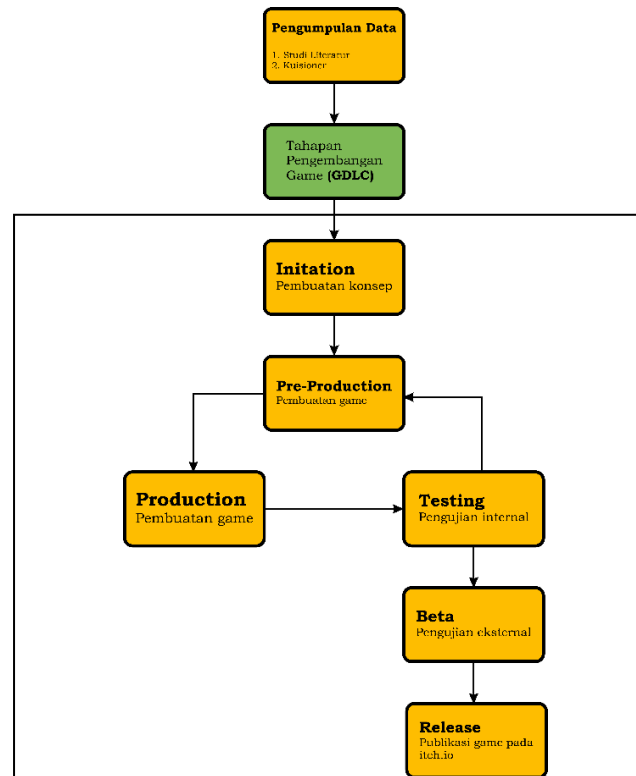 Pengumpulan Data
1. Studi Literatur
2. Kuisioner
Tahapan
Pengembangan
Game (GDLC)
Initation
Pembuatan konsep
Pre-Production
Pembuatan game
Production
Pembuatan game
Testing
Pengujian internal
Beta
Pengujian eksternal
Release
Publikasi game pada
itch.io